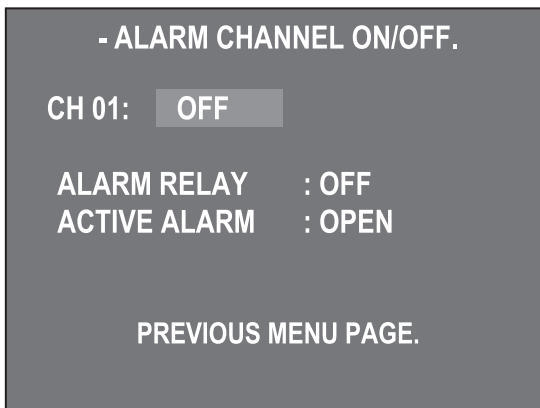 - ALARM CHANNEL ON/OFF.
CH 01: OFF
ALARM RELAY : OFF
ACTIVE ALARM : OPEN
PREVIOUS MENU PAGE.